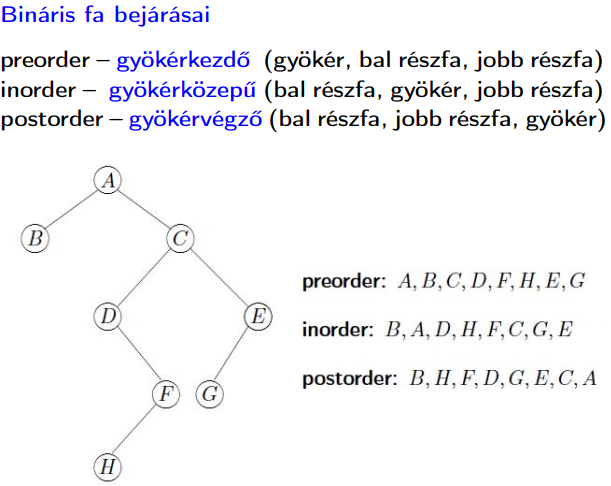 Bináris fa bejárásai
preorder – gyökérkezdő (gyökér, bal részfa, jobb részfa)
inorder – gyökérközepű (bal részfa, gyökér, jobb részfa)
postorder – gyökérvégző (bal részfa, jobb részfa, gyökér)
A
B
C
D
E
F
G
H
preorder: A, B, C, D, F, H, E, G
inorder: B, A, D, H, F, C, G, E
postorder: B, H, F, D, G, E, C, A